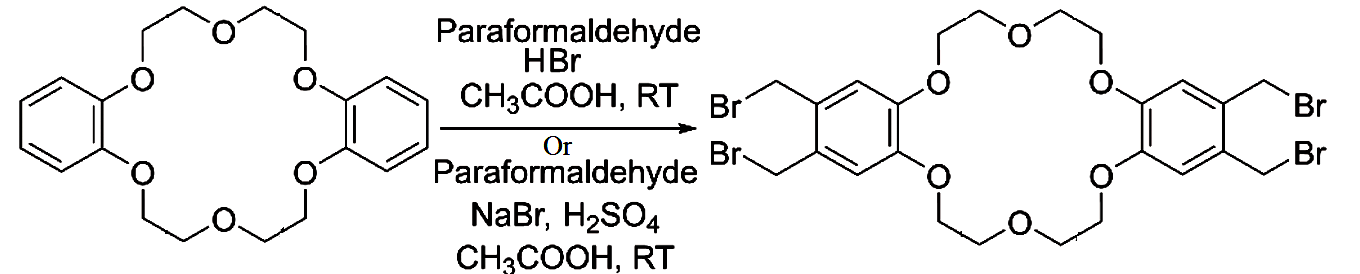 O
O
O
O
O
O
Paraformaldehyde
HBr
CH₃COOH, RT
Or
Paraformaldehyde
NaBr, H₂SO₄
CH₃COOH, RT
O
O
O
O
O
O
Br
Br
Br
Br